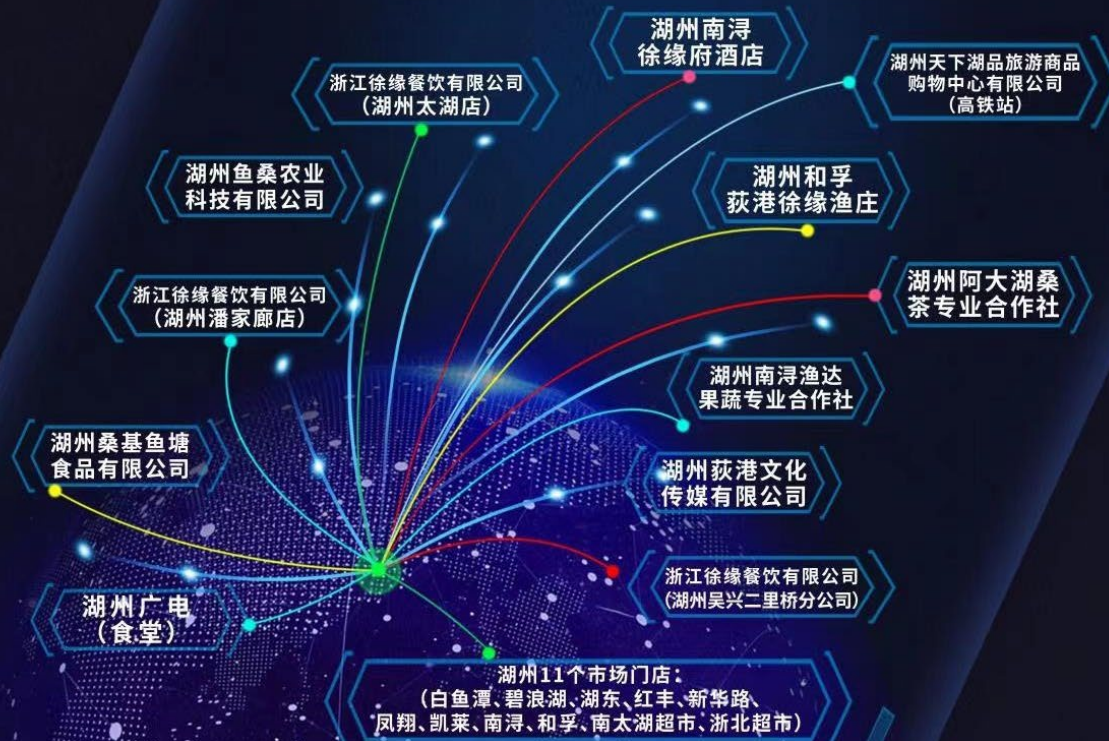 湖州南浔
徐缘府酒店
湖州天下湖品旅游商品
购物中心有限公司
(高铁站)
浙江徐缘餐饮有限公司
(湖州太湖店)
湖州鱼桑农业
科技有限公司
湖州和孚
荻港徐缘渔庄
浙江徐缘餐饮有限公司
(湖州潘家廊店)
湖州阿大湖桑
茶专业合作社
湖州南浔渔达
果蔬专业合作社
湖州桑基鱼塘
食品有限公司
湖州荻港文化
传媒有限公司
浙江徐缘餐饮有限公司
(湖州吴兴二里桥分公司)
湖州广电
(食堂)
湖州11个市场门店:
(白鱼潭、碧浪湖、湖东、红丰、新华路、
凤翔、凯莱、南浔、和孚、南太湖超市、浙北超市)